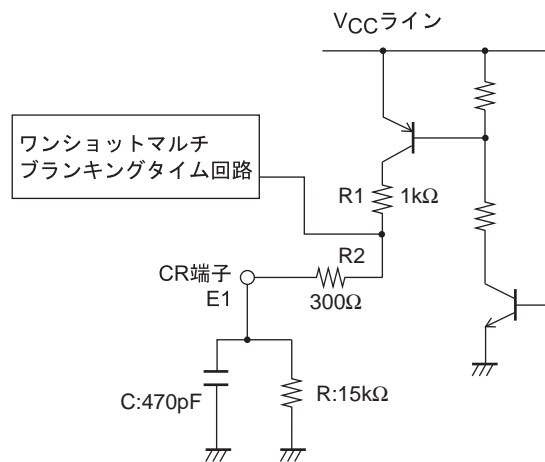 VCCライン
ワンショットマルチ
ブランキングタイム回路
R1 1kΩ
R2
CR端子
E1
300Ω
C:470pF
R:15kΩ